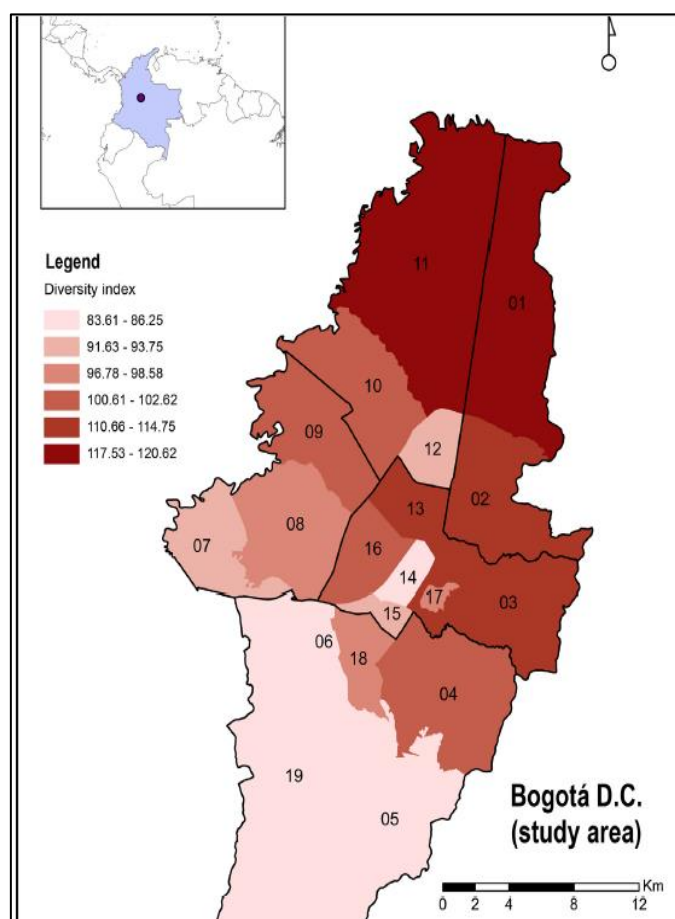 Legend
Diversity index
83.61 - 86.25
91.63 - 93.75
96.78 - 98.58
100.61 - 102.62
110.66 - 114.75
117.53 - 120.62
11
01
10
12
09
02
13
08
16
07
14
17
03
15
06
18
04
19
05
Bogotá D.C.
(study area)
Km
0 2 4 8 12